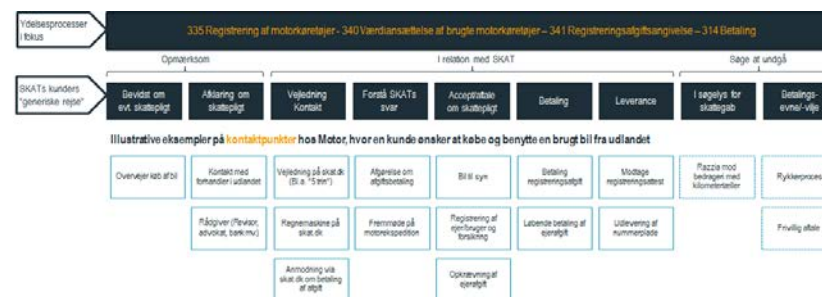 Ydelsesprocesser
i fokus
335 Registrering af motorkøretøjer - 340 Værdiansættelse af brugte motorkøretøjer – 341 Registreringsafgiftsangivelse – 314 Betaling
Opmærksom
I relation med SKAT
Søge at undgå
SKATs kunders
"generiske rejse"
Bevidst om
evt. skattepligt
Afklaring om
skattepligt
Vejledning
Kontakt
Forstå SKATs
svar
Accept/aftale
om skattepligt
Betaling
Leverance
I søgelys for
skattegab
Betalings-
evne/-vilje
Illustrative eksempler på kontaktpunkter hos Motor, hvor en kunde ønsker at købe og benytte en brugt bil fra udlandet
Overvejer køb af bil
Kontakt med
forhandler i udlandet
Vejledning på skat.dk
(Bl.a. "5 trin")
Afgørelse om
afgiftsbetaling
Bil til syn
Betaling
registreringsafgift
Modtage
registreringsattest
Razzia mod
bedrageri med
kilometertæller
Rykkerproces
Rådgiver (Revisor,
advokat, bank mv.)
Regnemaskine på
skat.dk
Fremmøde på
motorekspedition
Registrering af
ejer/bruger og
forsikring
Løbende betaling af
ejerafgift
Udlevering af
nummerplade
Frivillig aftale
Anmodning via
skat.dk om betaling
af afgift
Opkrævning af
ejerafgift